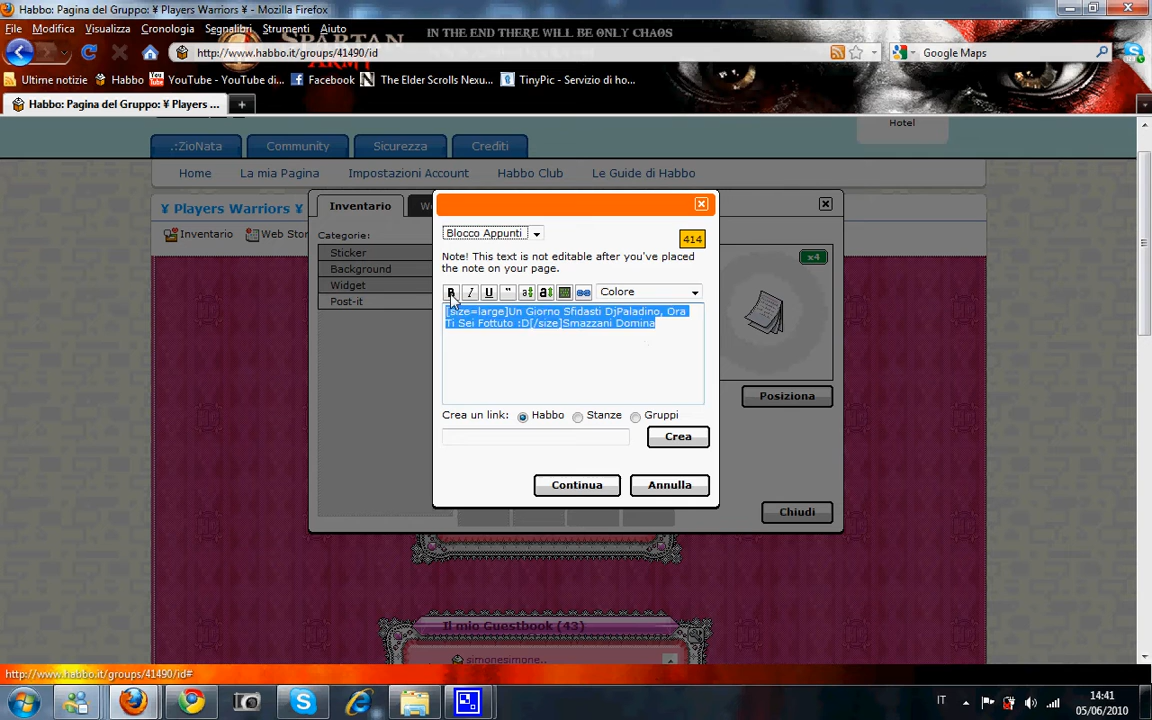 Habbo: Pagina del Gruppo: ¥ Players Warriors ¥ - Mozilla Firefox
File Modifica Visualizza Cronologia Segnalibri Strumenti Aiuto
SPARTAN
ARMY
IN THE END THERE WILL BE ONLY CHAOS
http://www.habbo.it/groups/41490/id
Google Maps
Ultime notizie Habbo YouTube - YouTube di... Facebook The Elder Scrolls Nexu... TinyPic - Servizio di ho...
Habbo: Pagina del Gruppo: ¥ Players ...
Hotel
.:ZioNata Community Sicurezza Crediti
Home La mia Pagina Impostazioni Account Habbo Club Le Guide di Habbo
¥ Players Warriors ¥
Inventario Web Stor
Inventario We
Categorie:
Sticker
Background
Widget
Post-it
x4
Posiziona
Chiudi
Blocco Appunti
414
Note! This text is not editable after you've placed
the note on your page.
B I U " a a Colore
[size=large]Un Giorno Sfidasti DjPaladino, Ora
Ti Sei Fottuto :D[/size]Smazzani Domina
Crea un link: Habbo Stanze Gruppi
Crea
Continua Annulla
Il mio Guestbook (43)
simonesimone..
http://www.habbo.it/groups/41490/id#
IT
14:41
05/06/2010